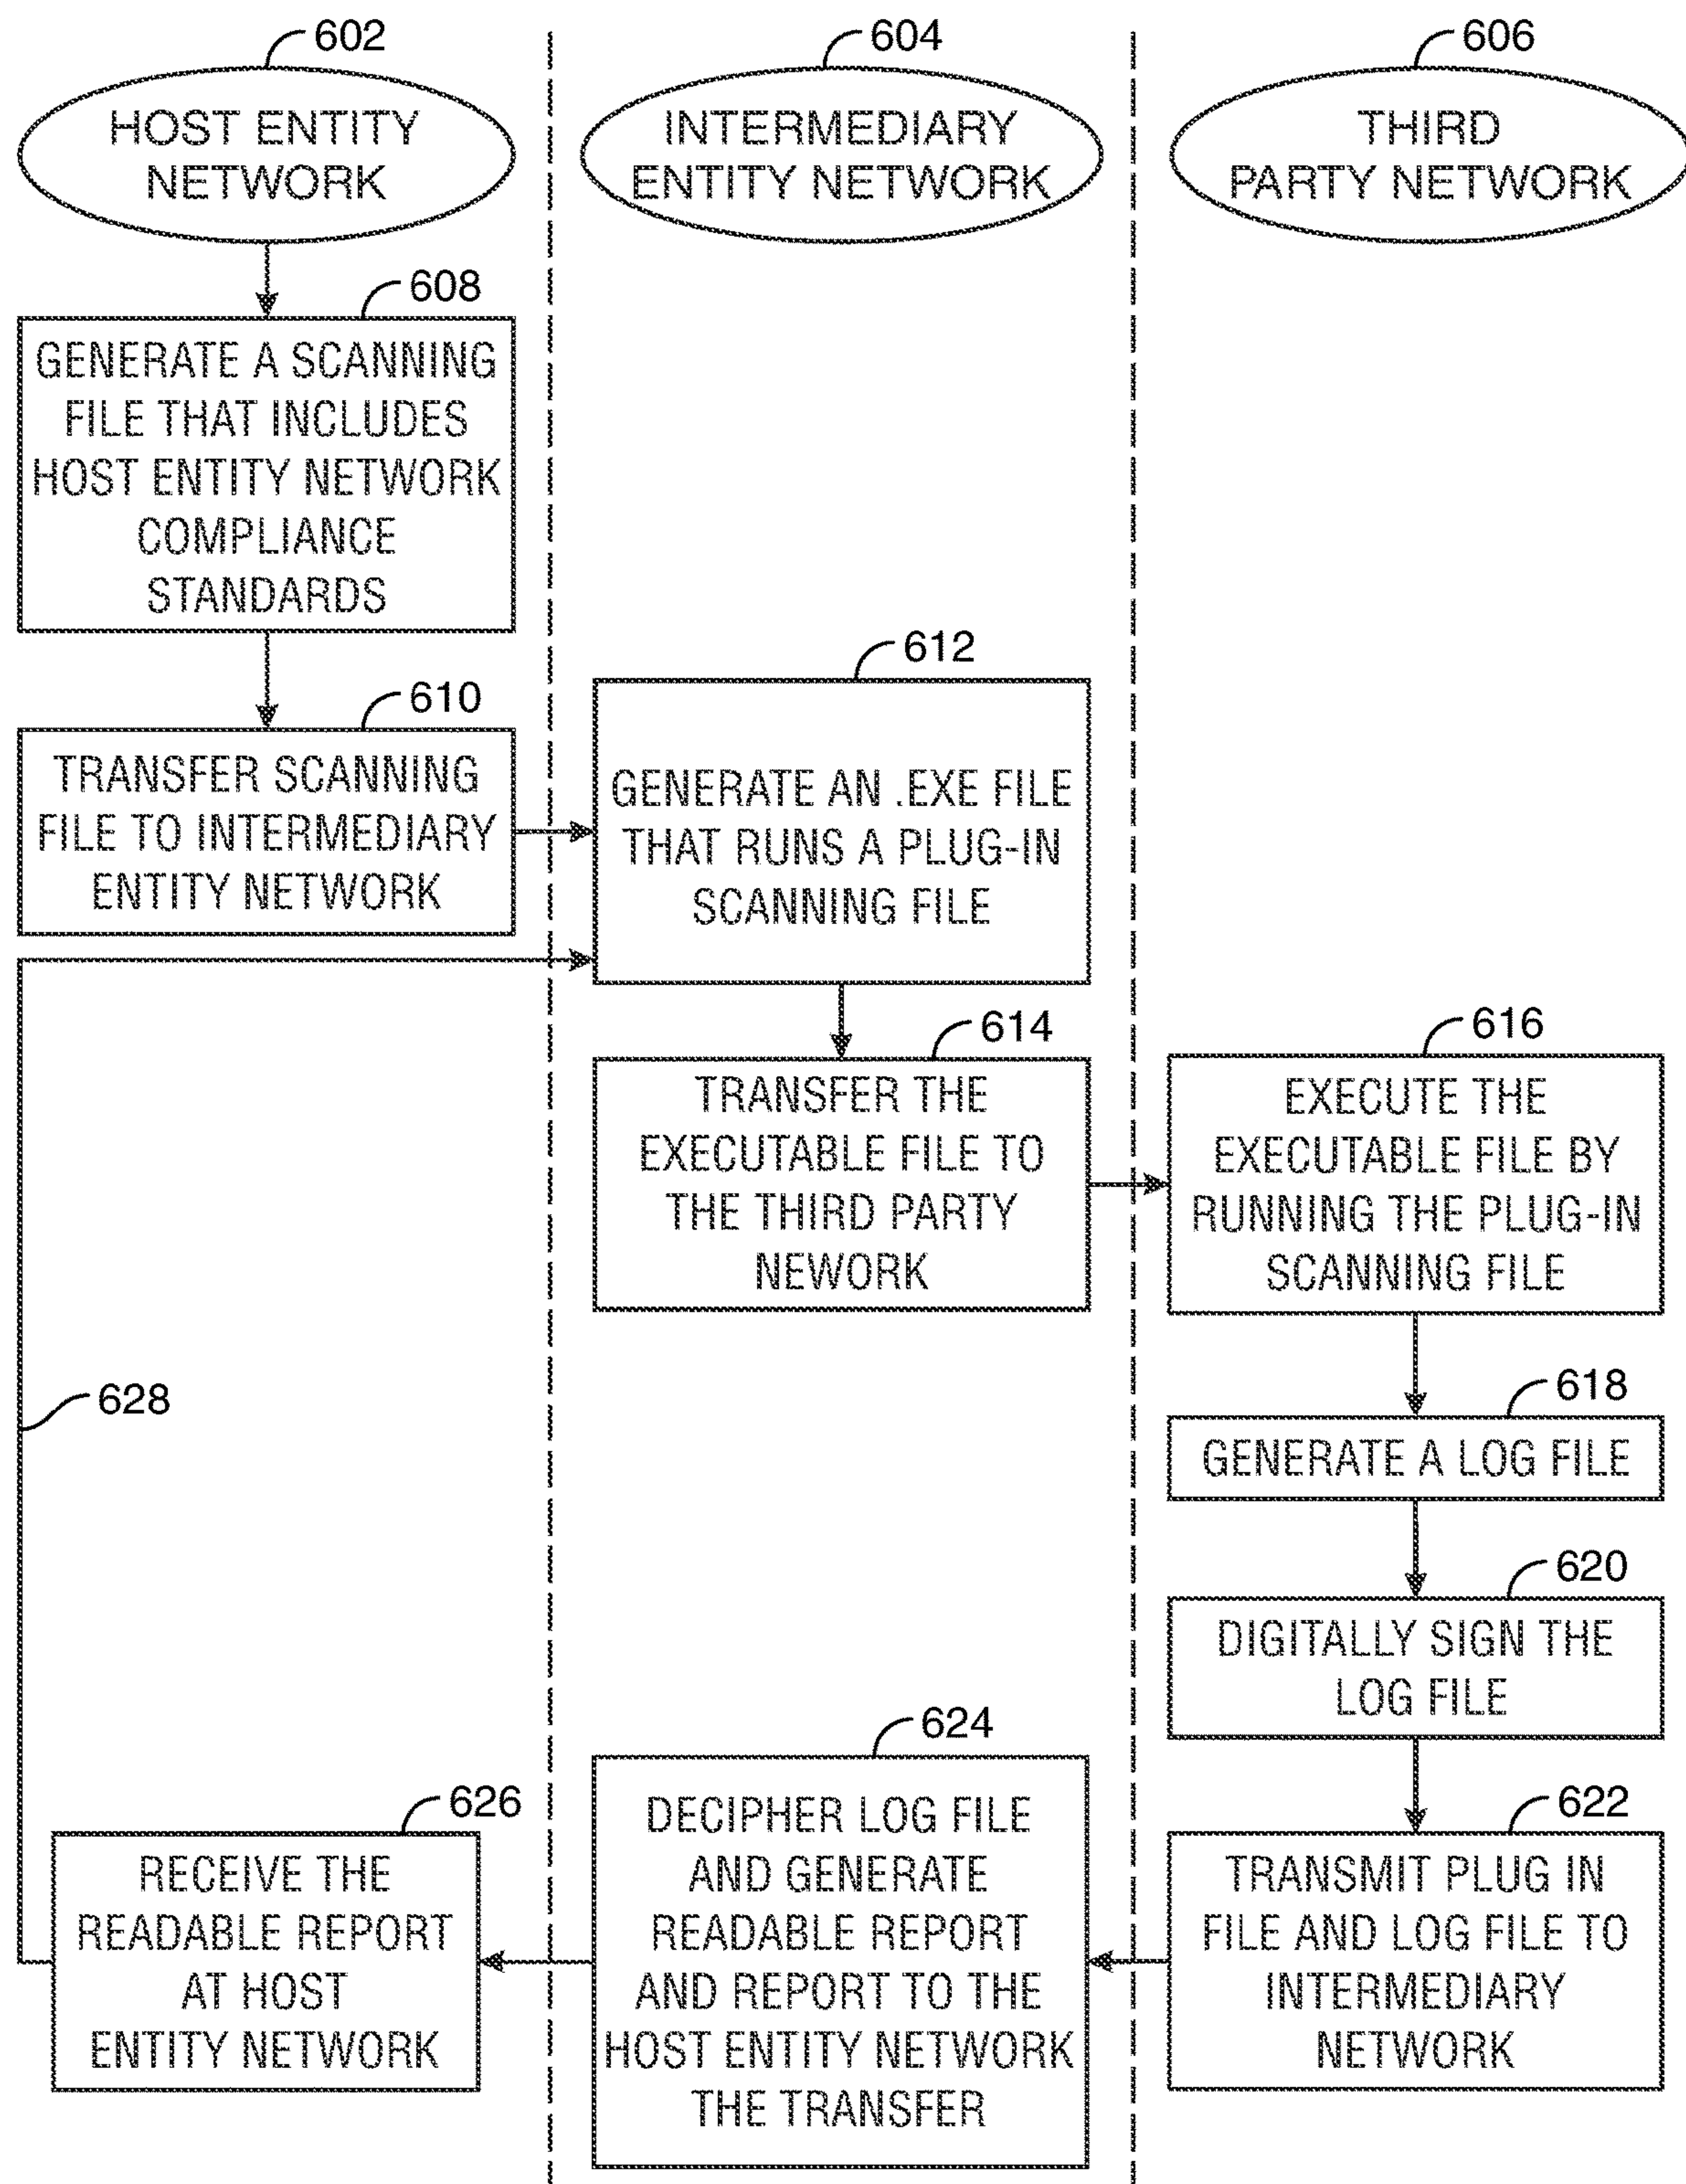 602
HOST ENTITY
NETWORK
604
INTERMEDIARY
ENTITY NETWORK
606
THIRD
PARTY NETWORK
608
GENERATE A SCANNING
FILE THAT INCLUDES
HOST ENTITY NETWORK
COMPLIANCE
STANDARDS
610
TRANSFER SCANNING
FILE TO INTERMEDIARY
ENTITY NETWORK
612
GENERATE AN .EXE FILE
THAT RUNS A PLUG-IN
SCANNING FILE
614
TRANSFER THE
EXECUTABLE FILE TO
THE THIRD PARTY
NEWORK
616
EXECUTE THE
EXECUTABLE FILE BY
RUNNING THE PLUG-IN
SCANNING FILE
618
GENERATE A LOG FILE
620
DIGITALLY SIGN THE
LOG FILE
622
TRANSMIT PLUG IN
FILE AND LOG FILE TO
INTERMEDIARY
NETWORK
624
DECIPHER LOG FILE
AND GENERATE
READABLE REPORT
AND REPORT TO THE
HOST ENTITY NETWORK
THE TRANSFER
626
RECEIVE THE
READABLE REPORT
AT HOST
ENTITY NETWORK
628